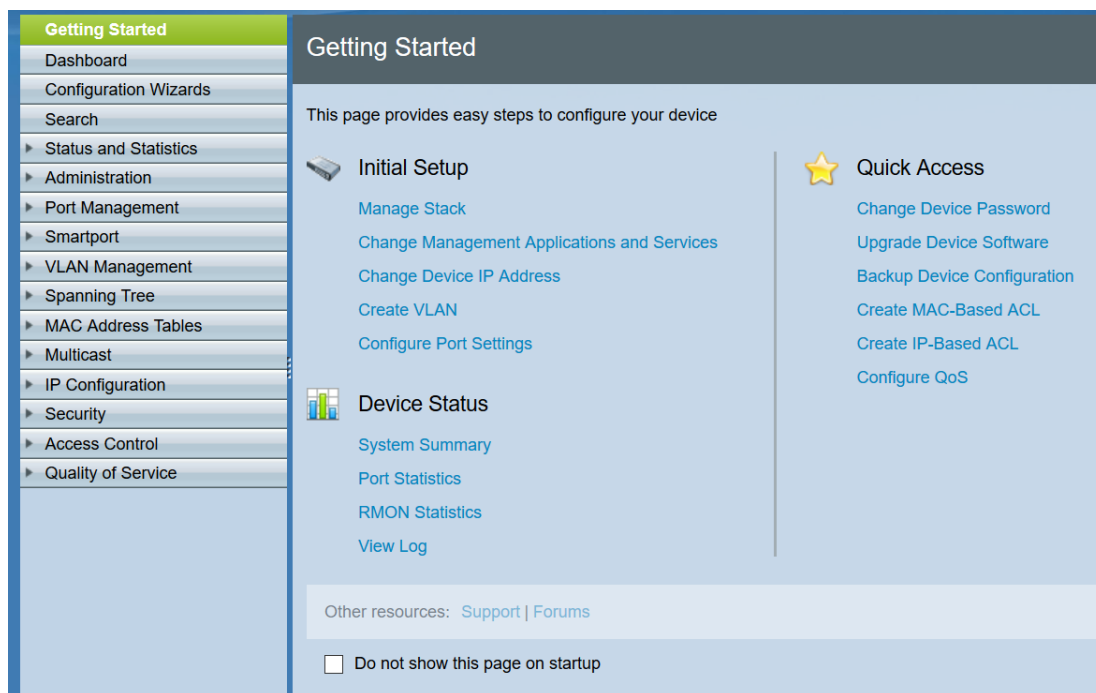 Getting Started
Dashboard
Configuration Wizards
Search
Status and Statistics
Administration
Port Management
Smartport
VLAN Management
Spanning Tree
MAC Address Tables
Multicast
IP Configuration
Security
Access Control
Quality of Service
Getting Started
This page provides easy steps to configure your device
Initial Setup
Manage Stack
Change Management Applications and Services
Change Device IP Address
Create VLAN
Configure Port Settings
Device Status
System Summary
Port Statistics
RMON Statistics
View Log
Quick Access
Change Device Password
Upgrade Device Software
Backup Device Configuration
Create MAC-Based ACL
Create IP-Based ACL
Configure QoS
Other resources: Support | Forums
Do not show this page on startup